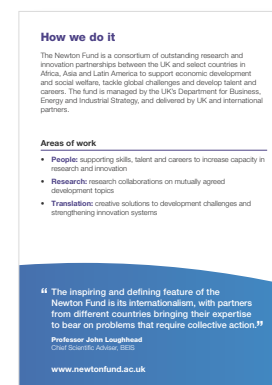 How we do it
The Newton Fund is a consortium of outstanding research and
innovation partnerships between the UK and select countries in
Africa, Asia and Latin America to support economic development
and social welfare, tackle global challenges and develop talent and
careers. The fund is managed by the UK's Department for Business,
Energy and Industrial Strategy, and delivered by UK and international
partners.
Areas of work
• People: supporting skills, talent and careers to increase capacity in
research and innovation
• Research: research collaborations on mutually agreed
development topics
• Translation: creative solutions to development challenges and
strengthening innovation systems
“ The inspiring and defining feature of the
Newton Fund is its internationalism, with partners
from different countries bringing their expertise
to bear on problems that require collective action.”
Professor John Loughhead
Chief Scientific Adviser, BEIS
www.newtonfund.ac.uk